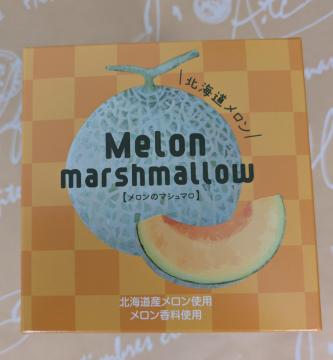 北海道メロン
Melon
marshmallow
【メロンのマシュマロ】
北海道産メロン使用
メロン香料使用